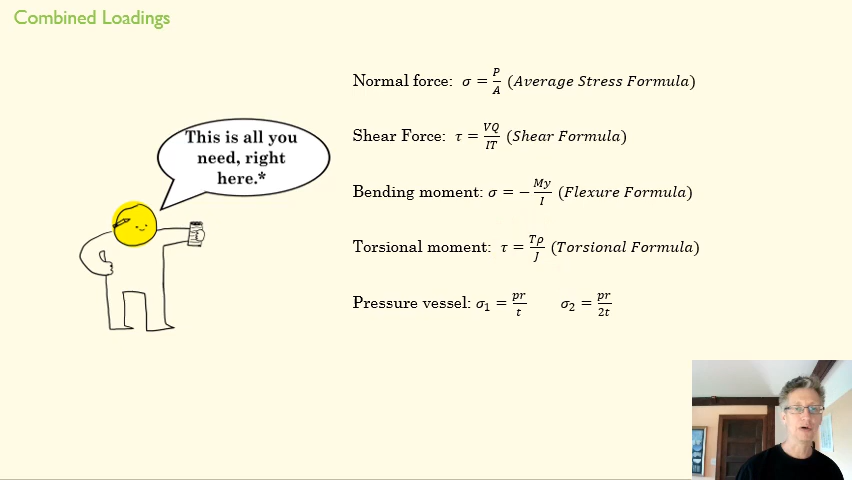 Combined Loadings
This is all you
need, right
here.*
Normal force: σ = P/A (Average Stress Formula)
Shear Force: τ = VQ/IT (Shear Formula)
Bending moment: σ = − My/I (Flexure Formula)
Torsional moment: τ = Tρ/J (Torsional Formula)
Pressure vessel: σ₁ = pr/t σ₂ = pr/2t